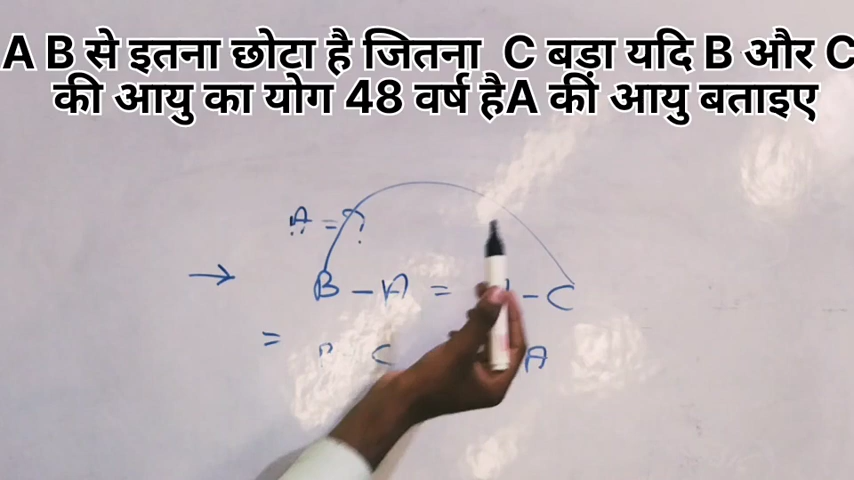 A B से इतना छोटा है जितना C बड़ा यदि B और C
की आयु का योग 48 वर्ष हैA की आयु बताइए
A = ?
→ B - A = - C
= C A